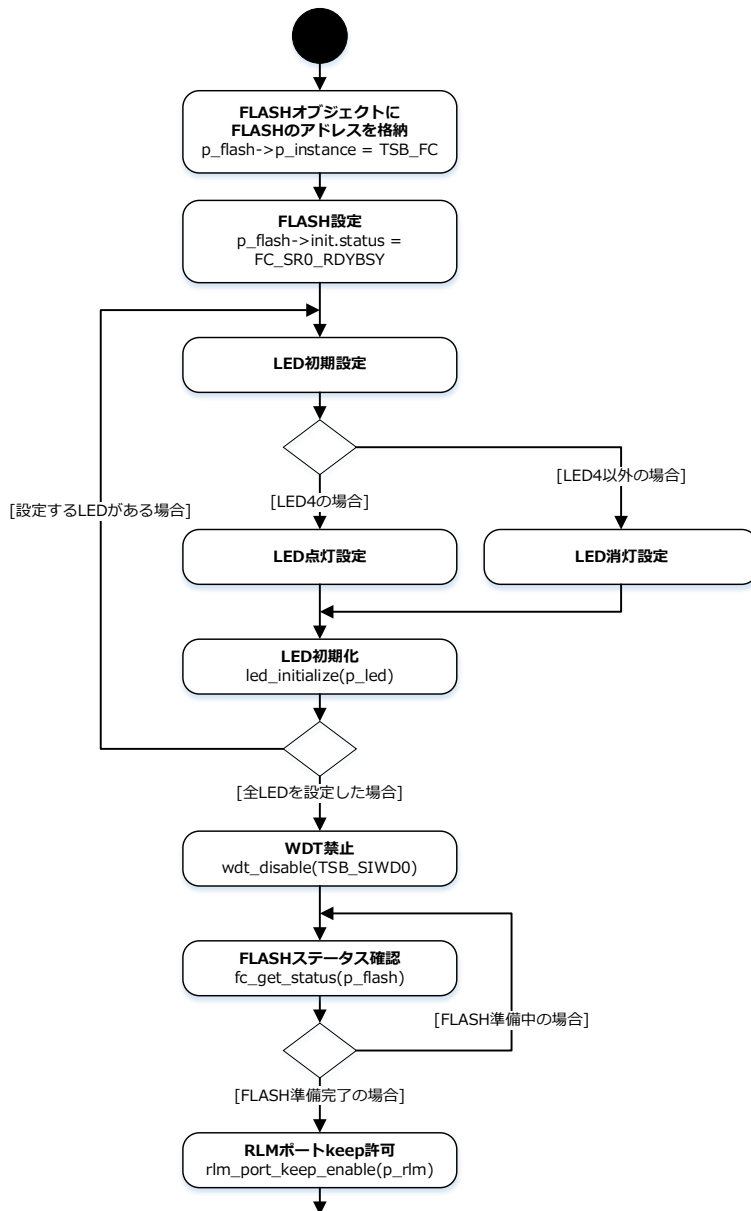 FLASHオブジェクトに
FLASHのアドレスを格納
p_flash->p_instance = TSB_FC
FLASH設定
p_flash->init.status =
FC_SR0_RDYBSY
LED初期設定
[LED4以外の場合]
[LED4の場合]
[設定するLEDがある場合]
LED点灯設定
LED消灯設定
LED初期化
led_initialize(p_led)
[全LEDを設定した場合]
WDT禁止
wdt_disable(TSB_SIWD0)
FLASHステータス確認
fc_get_status(p_flash)
[FLASH準備中の場合]
[FLASH準備完了の場合]
RLMポートkeep許可
rlm_port_keep_enable(p_rlm)